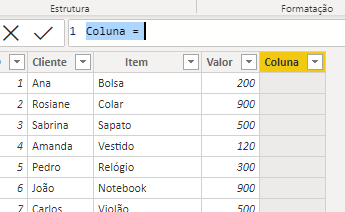 Estrutura Formatação
1 Coluna =
Cliente Item Valor Coluna
1 Ana Bolsa 200
2 Rosiane Colar 900
3 Sabrina Sapato 500
4 Amanda Vestido 120
5 Pedro Relógio 300
6 João Notebook 900
7 Carlos Violão 500